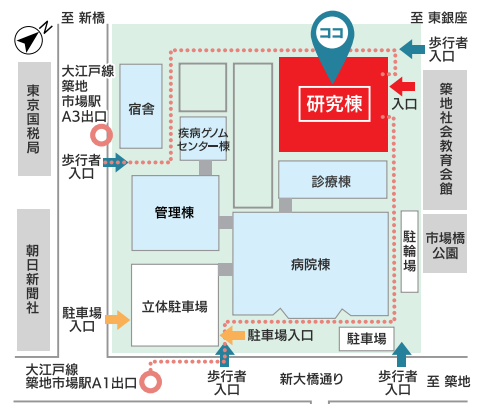 至 新橋
至 東銀座
N
ココ
歩行者
入口
大江戸線
築地
市場駅
A3出口
東京国税局
宿舎
疾病ゲノム
センター棟
研究棟
入口
築地社会教育会館
歩行者
入口
診療棟
管理棟
駐輪場
市場橋
公園
朝日新聞社
病院棟
駐車場
入口
立体駐車場
駐車場入口
駐車場
大江戸線
築地市場駅A1出口
歩行者
入口
新大橋通り
歩行者
入口
至 築地